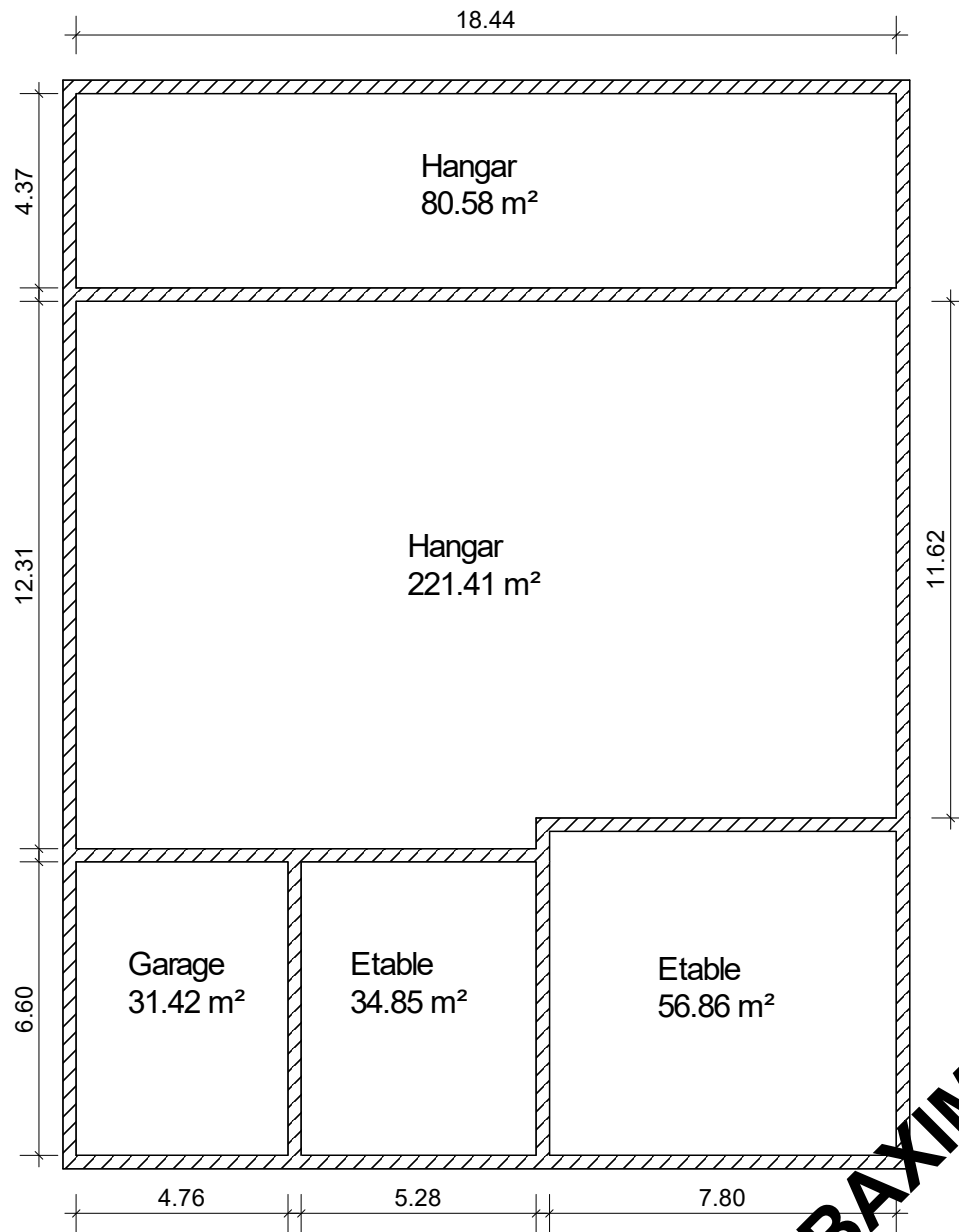 18.44
4.37
Hangar
80.58 m²
12.31
Hangar
221.41 m²
11.62
6.60
Garage
31.42 m²
Etable
34.85 m²
Etable
56.86 m²
4.76
5.28
7.80